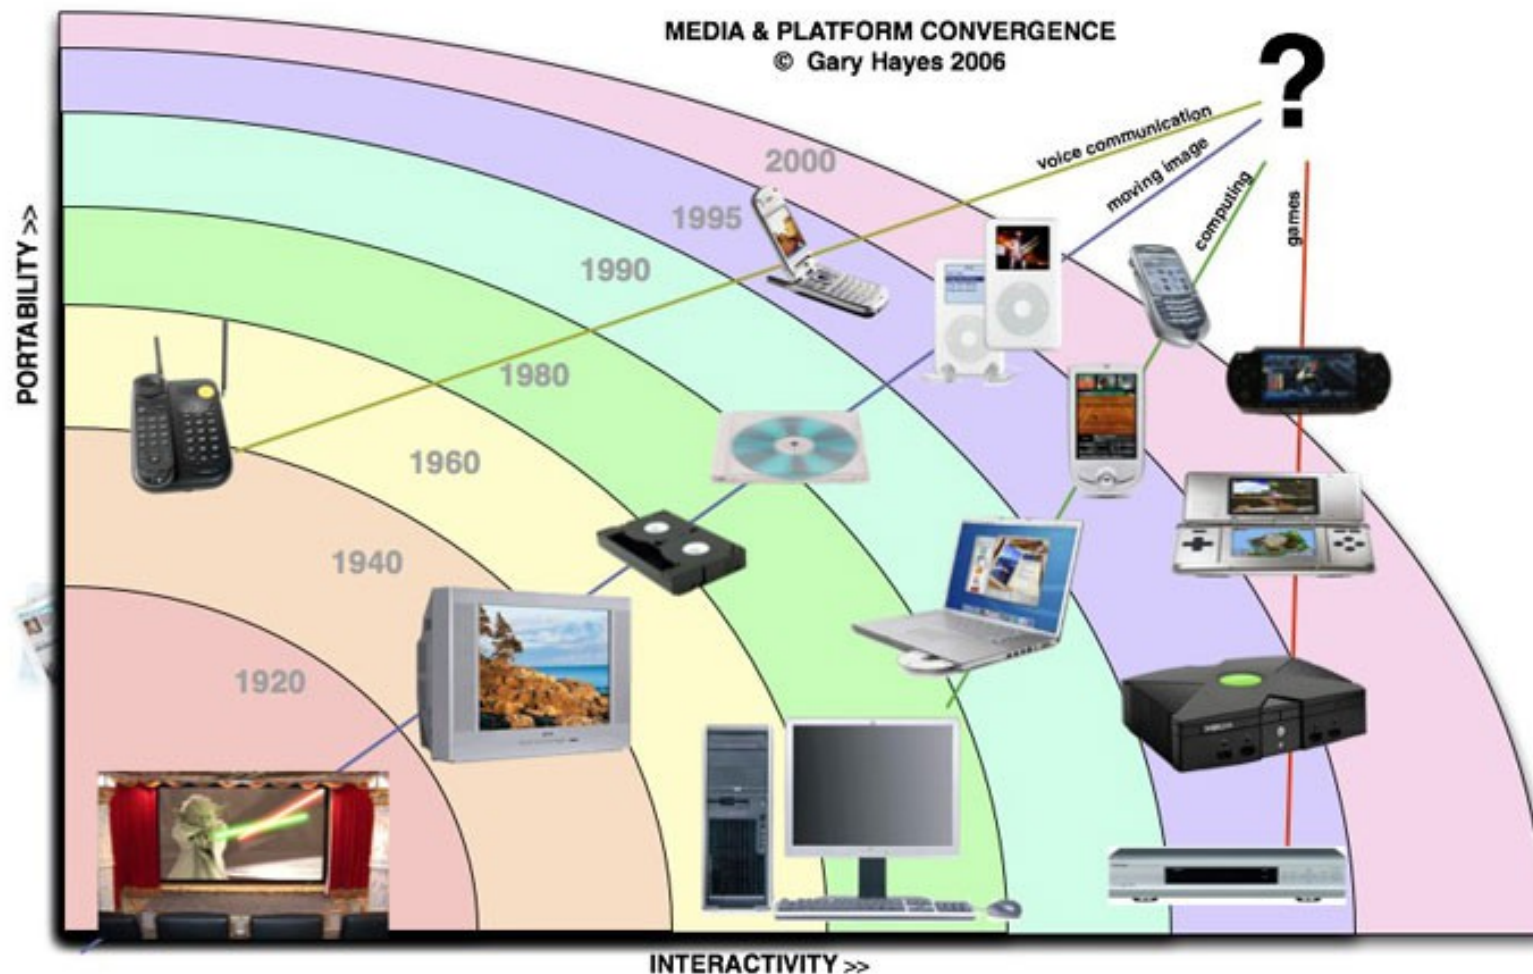 MEDIA & PLATFORM CONVERGENCE
© Gary Hayes 2006
?
voice communication
moving image
computing
games
2000
1995
1990
1980
1960
1940
1920
PORTABILITY >>
INTERACTIVITY >>